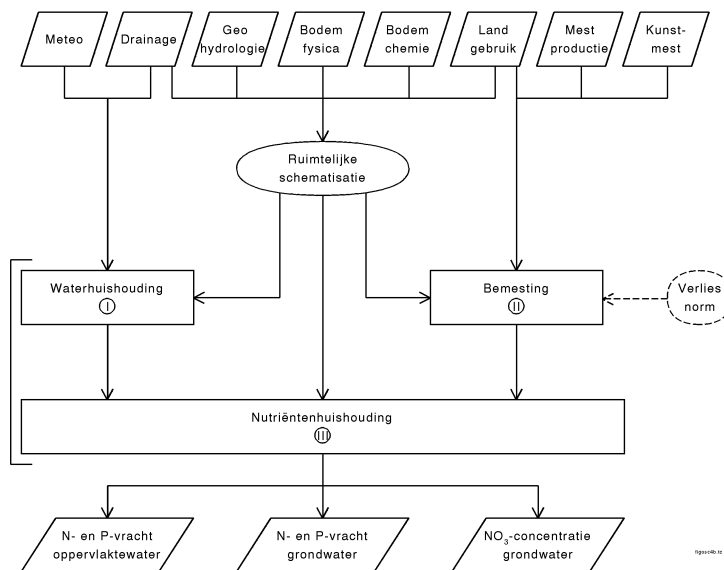 Meteo
Drainage
Geo
hydrologie
Bodem
fysica
Bodem
chemie
Land
gebruik
Mest
productie
Kunst-
mest
Ruimtelijke
schematisatie
Waterhuishouding
I
Bemesting
II
Verlies
norm
Nutriëntenhuishouding
III
N- en P-vracht
oppervlaktewater
N- en P-vracht
grondwater
NO3-concentratie
grondwater